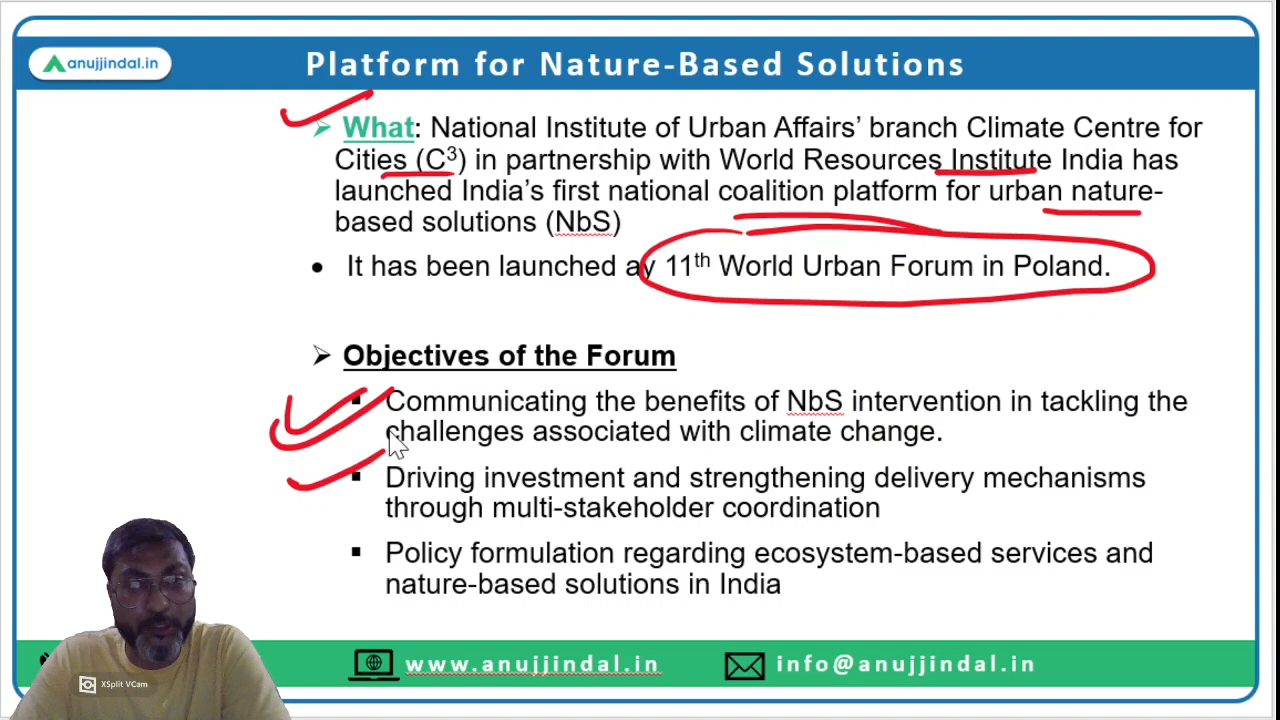 anujjindal.in
Platform for Nature-Based Solutions
What: National Institute of Urban Affairs’ branch Climate Centre for
Cities (C³) in partnership with World Resources Institute India has
launched India’s first national coalition platform for urban nature-
based solutions (NbS)
It has been launched ay 11th World Urban Forum in Poland.
Objectives of the Forum
Communicating the benefits of NbS intervention in tackling the
challenges associated with climate change.
Driving investment and strengthening delivery mechanisms
through multi-stakeholder coordination
Policy formulation regarding ecosystem-based services and
nature-based solutions in India
www.anujjindal.in
info@anujjindal.in
XSplit VCam